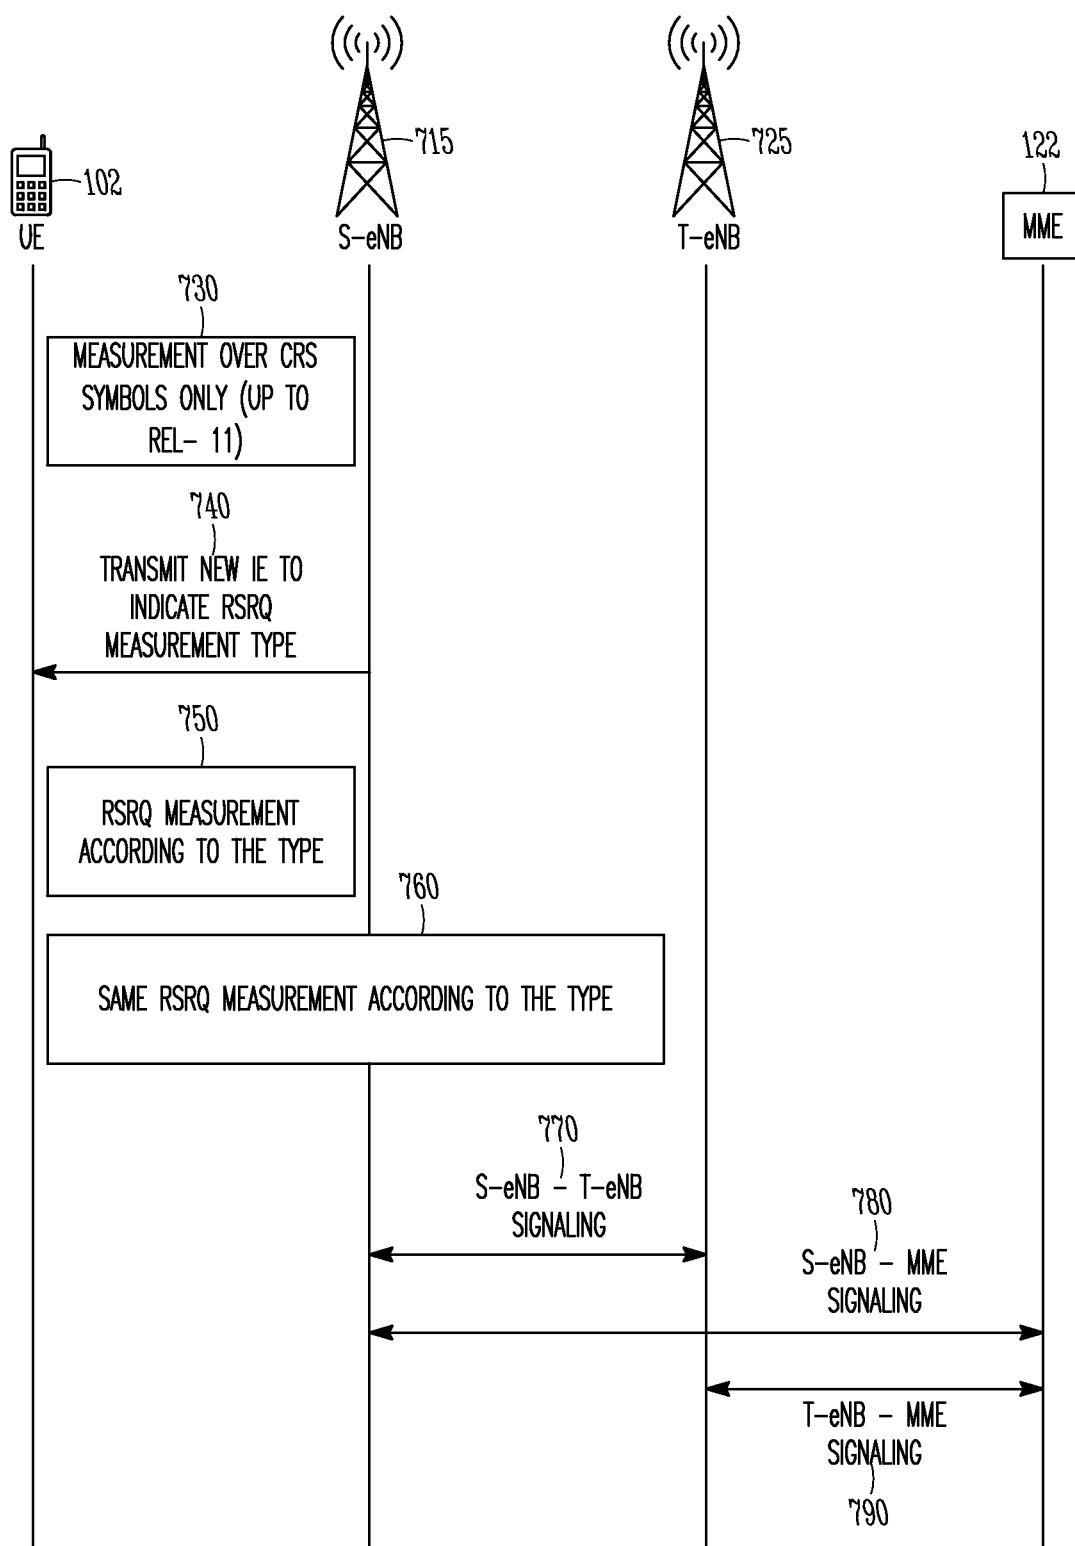 715
725
122
102
UE
S-eNB
T-eNB
MME
730
MEASUREMENT OVER CRS
SYMBOLS ONLY (UP TO
REL- 11)
740
TRANSMIT NEW IE TO
INDICATE RSRQ
MEASUREMENT TYPE
750
RSRQ MEASUREMENT
ACCORDING TO THE TYPE
760
SAME RSRQ MEASUREMENT ACCORDING TO THE TYPE
770
S-eNB - T-eNB
SIGNALING
780
S-eNB - MME
SIGNALING
T-eNB - MME
SIGNALING
790